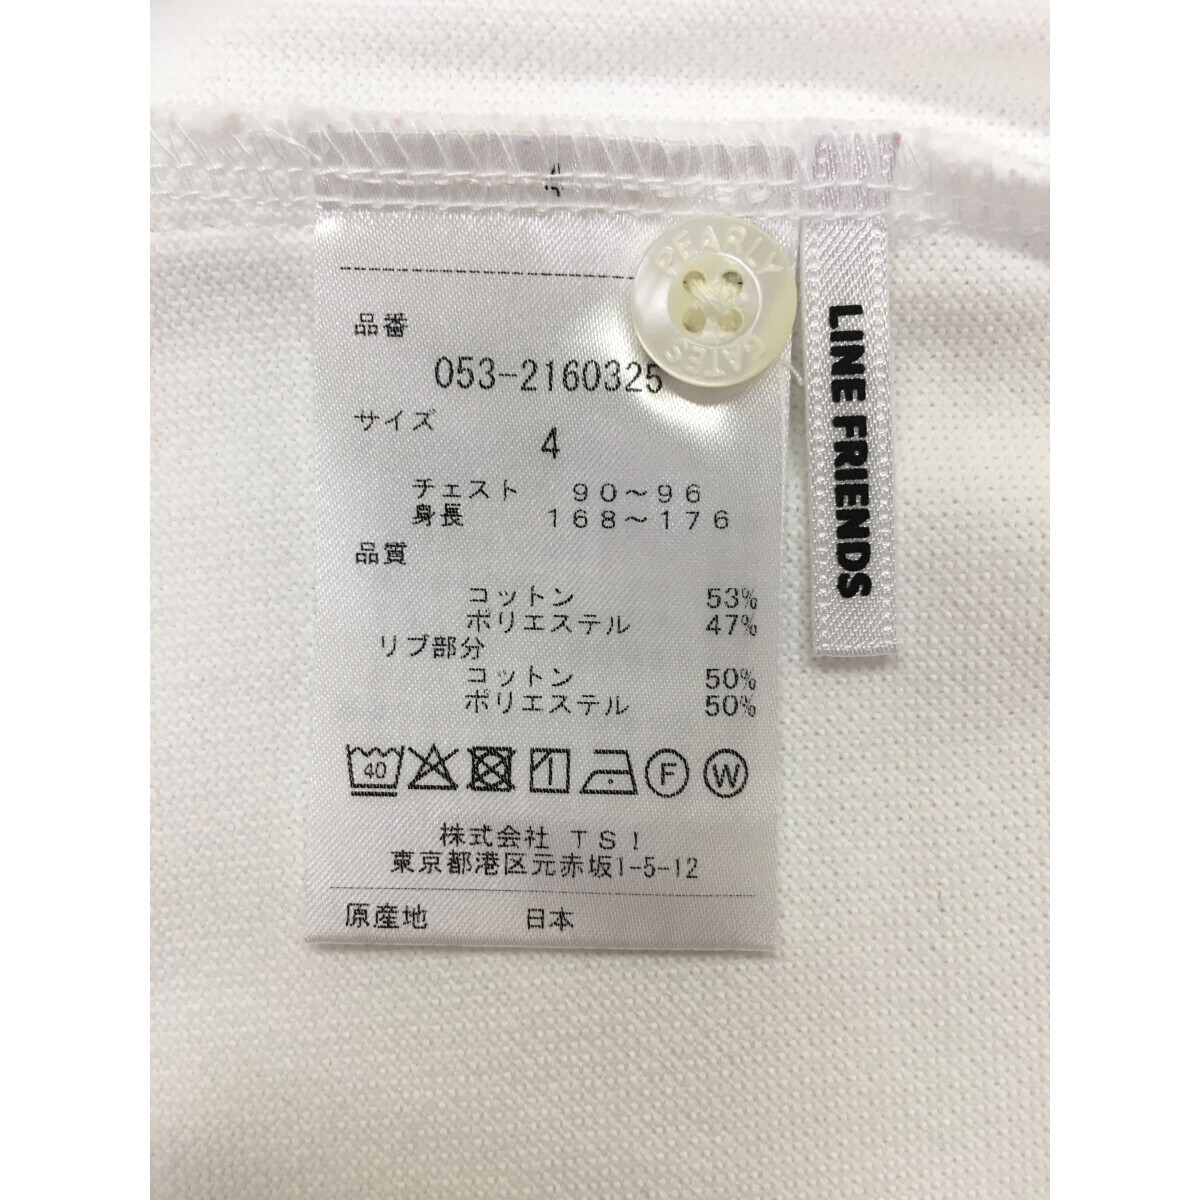 PEARLY
GATES
品番
053-2160325
サイズ
4
チェスト 90～96
身長 168～176
品質
コットン 53%
ポリエステル 47%
リブ部分
コットン 50%
ポリエステル 50%
40 F W
株式会社 TSI
東京都港区元赤坂1-5-12
原産地 日本
LINE FRIENDS